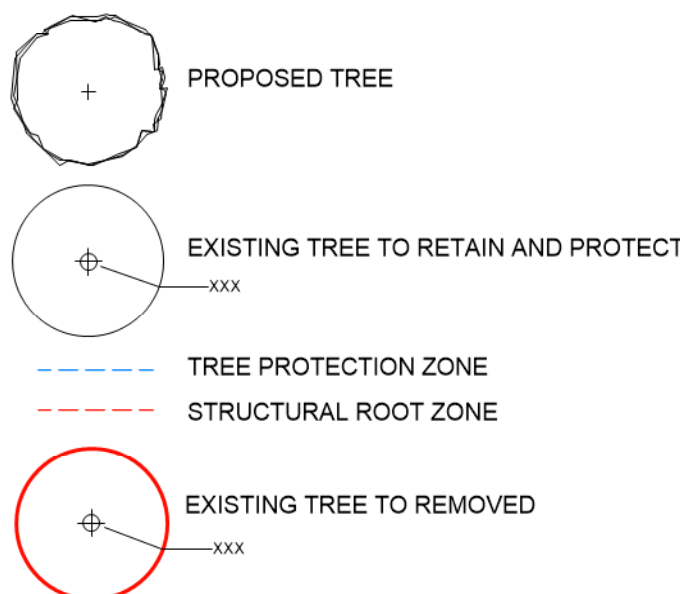 PROPOSED TREE
EXISTING TREE TO RETAIN AND PROTECT
XXX
TREE PROTECTION ZONE
STRUCTURAL ROOT ZONE
EXISTING TREE TO REMOVED
XXX